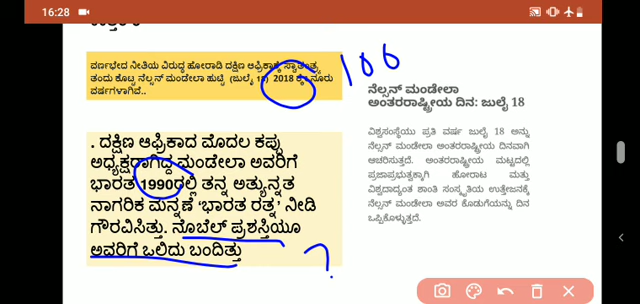 16:28
ವರ್ಣಭೇದ ನೀತಿಯ ವಿರುದ್ಧ ಹೋರಾಡಿ ದಕ್ಷಿಣ ಆಫ್ರಿಕಾಕ್ಕೆ ಸ್ವಾತಂತ್ರ್ಯ
ತಂದು ಕೊಟ್ಟ ನೆಲ್ಸನ್ ಮಂಡೇಲಾ ಹುಟ್ಟಿ (ಜುಲೈ 18) 2018 ಕ್ಕೆ ನೂರು
ವರ್ಷಗಳಾಗಿದೆ..
100
. ದಕ್ಷಿಣ ಆಫ್ರಿಕಾದ ಮೊದಲ ಕಪ್ಪು
ಅಧ್ಯಕ್ಷರಾಗಿದ್ದ ಮಂಡೇಲಾ ಅವರಿಗೆ
ಭಾರತ 1990ರಲ್ಲಿ ತನ್ನ ಅತ್ಯುನ್ನತ
ನಾಗರಿಕ ಮನ್ನಣೆ ‘ಭಾರತ ರತ್ನ’ ನೀಡಿ
ಗೌರವಿಸಿತ್ತು. ನೊಬೆಲ್ ಪ್ರಶಸ್ತಿಯೂ
ಅವರಿಗೆ ಒಲಿದು ಬಂದಿತ್ತು
?
ನೆಲ್ಸನ್ ಮಂಡೇಲಾ
ಅಂತರರಾಷ್ಟ್ರೀಯ ದಿನ: ಜುಲೈ 18
ವಿಶ್ವಸಂಸ್ಥೆಯು ಪ್ರತಿ ವರ್ಷ ಜುಲೈ 18 ಅನ್ನು
ನೆಲ್ಸನ್ ಮಂಡೇಲಾ ಅಂತರರಾಷ್ಟ್ರೀಯ ದಿನವಾಗಿ
ಆಚರಿಸುತ್ತದೆ. ಅಂತರರಾಷ್ಟ್ರೀಯ ಮಟ್ಟದಲ್ಲಿ
ಪ್ರಜಾಪ್ರಭುತ್ವಕ್ಕಾಗಿ ಹೋರಾಟ ಮತ್ತು
ವಿಶ್ವದಾದ್ಯಂತ ಶಾಂತಿ ಸಂಸ್ಕೃತಿಯ ಉತ್ತೇಜನಕ್ಕೆ
ನೆಲ್ಸನ್ ಮಂಡೇಲಾ ಅವರ ಕೊಡುಗೆಯನ್ನು ದಿನ
ಒಪ್ಪಿಕೊಳ್ಳುತ್ತದೆ.